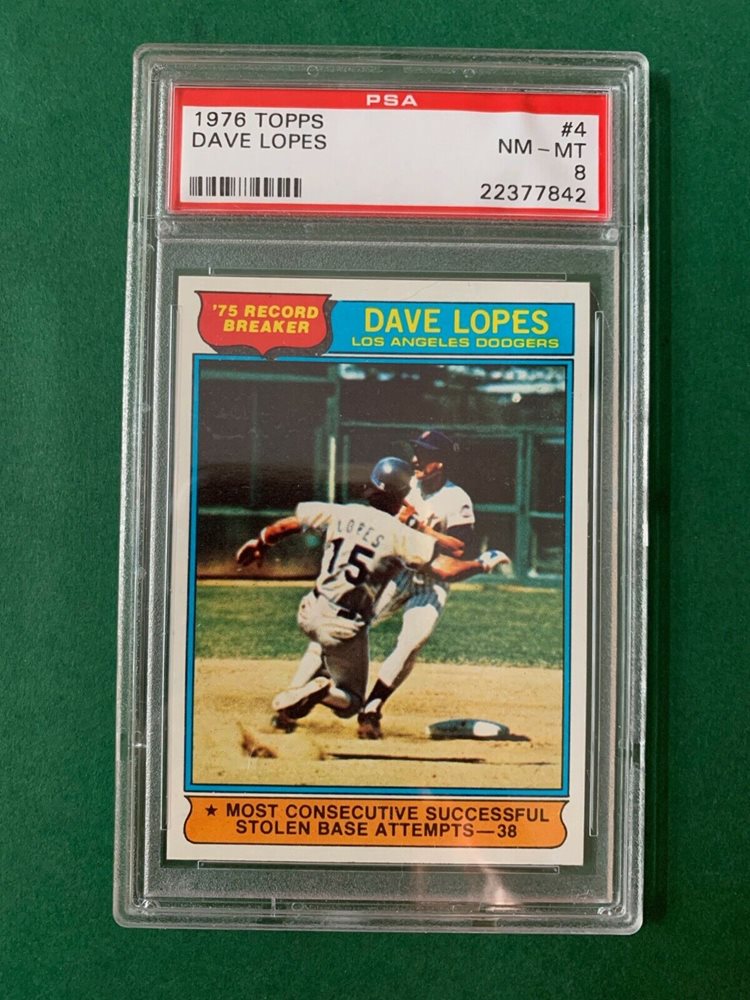 PSA
1976 TOPPS #4
DAVE LOPES NM - MT
8
22377842
'75 RECORD
BREAKER
DAVE LOPES
LOS ANGELES DODGERS
LOPES
15
★ MOST CONSECUTIVE SUCCESSFUL
STOLEN BASE ATTEMPTS—38